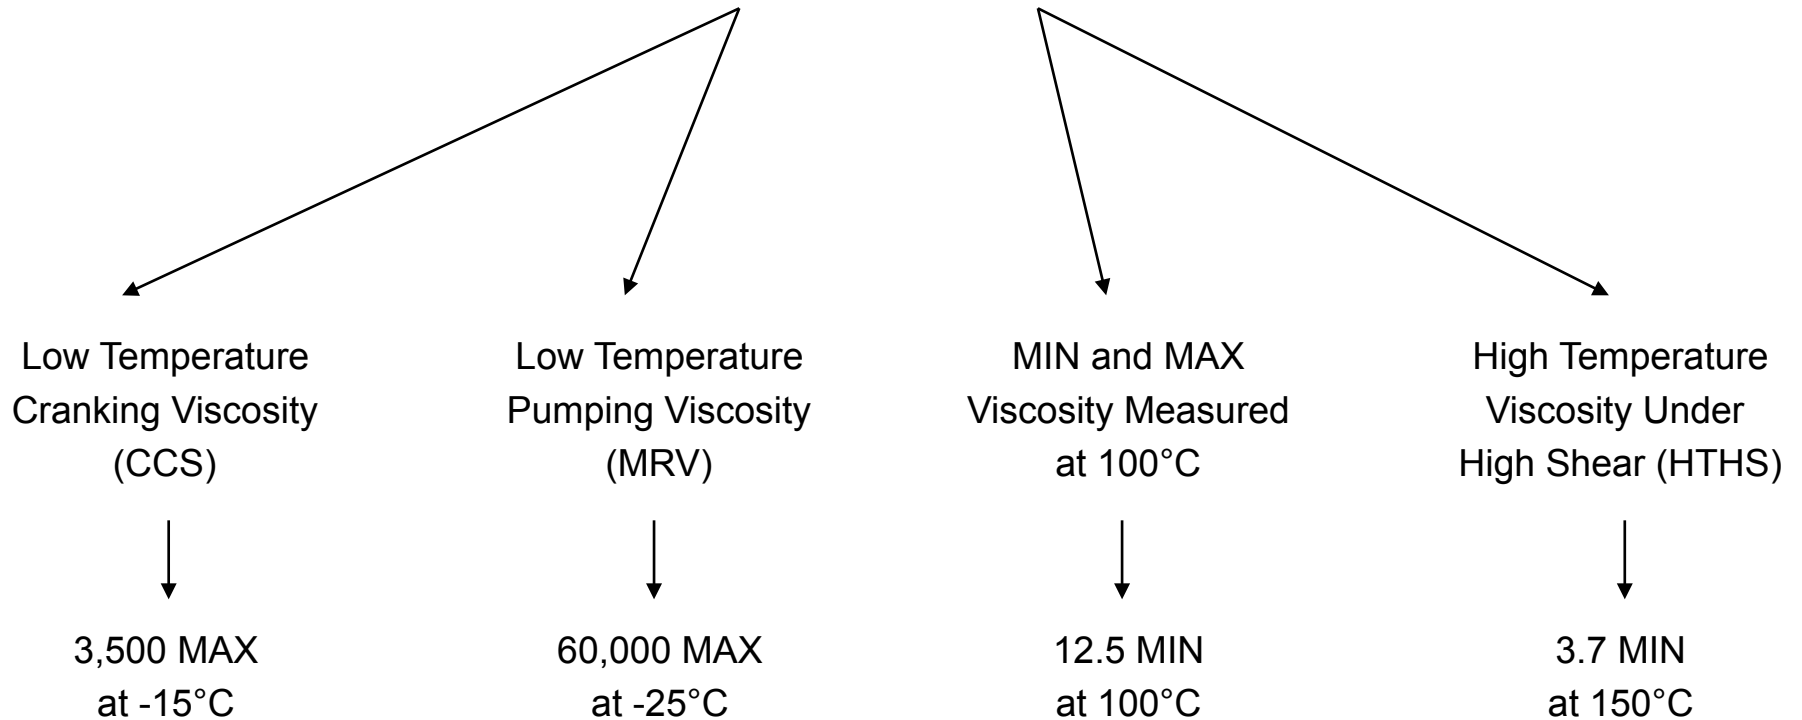 Low Temperature
Cranking Viscosity
(CCS)
Low Temperature
Pumping Viscosity
(MRV)
MIN and MAX
Viscosity Measured
at 100°C
High Temperature
Viscosity Under
High Shear (HTHS)
3,500 MAX
at -15°C
60,000 MAX
at -25°C
12.5 MIN
at 100°C
3.7 MIN
at 150°C